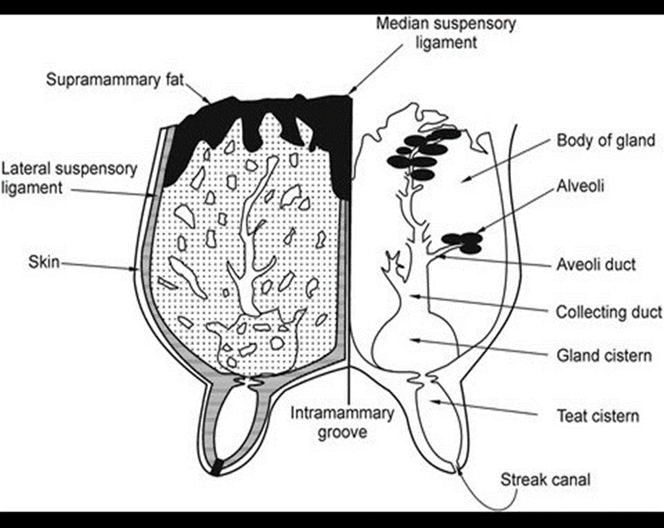 Median suspensory
ligament
Supramammary fat
Lateral suspensory
ligament
Skin
Body of gland
Alveoli
Aveoli duct
Collecting duct
Gland cistern
Intramammary
groove
Teat cistern
Streak canal